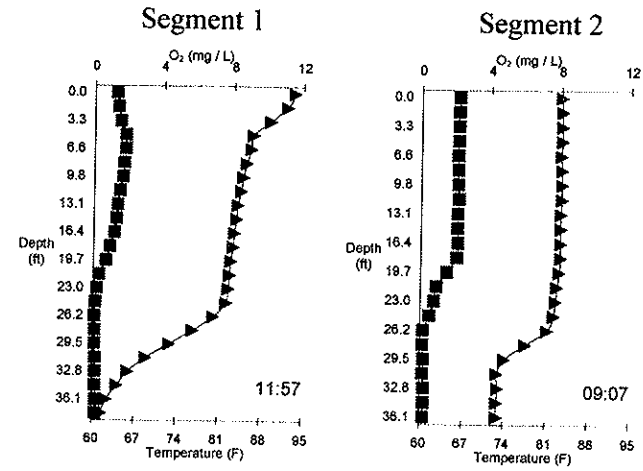 Segment 1
O₂ (mg / L)
0 4 8 12
0.0
3.3
6.6
9.8
13.1
16.4
Depth
(ft)
19.7
23.0
26.2
29.5
32.8
36.1
11:57
60 67 74 81 88 95
Temperature (F)
Segment 2
O₂ (mg / L)
0 4 8 12
0.0
3.3
6.6
9.8
13.1
16.4
Depth
(ft)
19.7
23.0
26.2
29.5
32.8
36.1
09:07
60 67 74 81 88 95
Temperature (F)